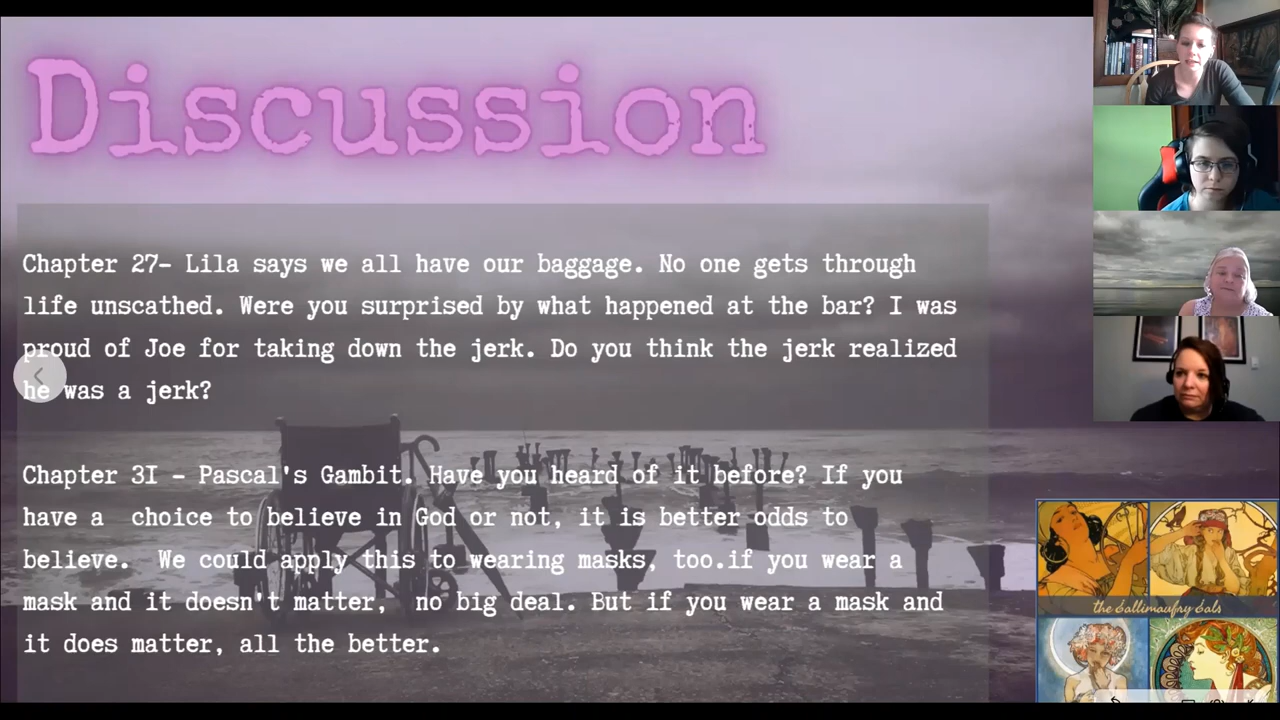 Discussion
Chapter 27- Lila says we all have our baggage. No one gets through
life unscathed. Were you surprised by what happened at the bar? I was
proud of Joe for taking down the jerk. Do you think the jerk realized
he was a jerk?
Chapter 3I - Pascal's Gambit. Have you heard of it before? If you
have a  choice to believe in God or not, it is better odds to
believe.  We could apply this to wearing masks, too.if you wear a
mask and it doesn't matter,  no big deal. But if you wear a mask and
it does matter, all the better.
the Gallimaufry Gals